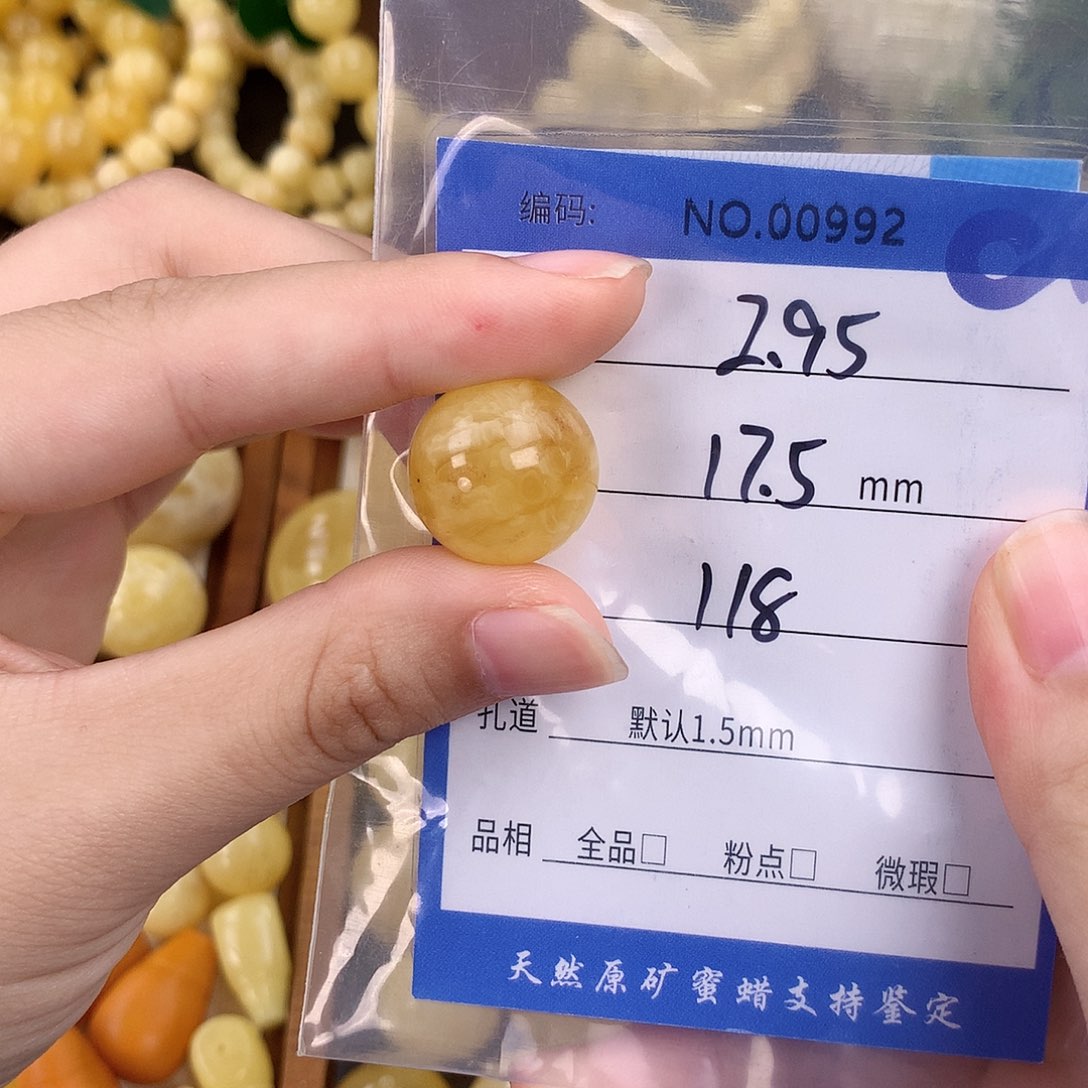 编码: NO.00992
2.95
17.5 mm
118
孔道 默认1.5mm
品相 全品□ 粉点□ 微瑕□
天然原矿蜜蜡支持鉴定